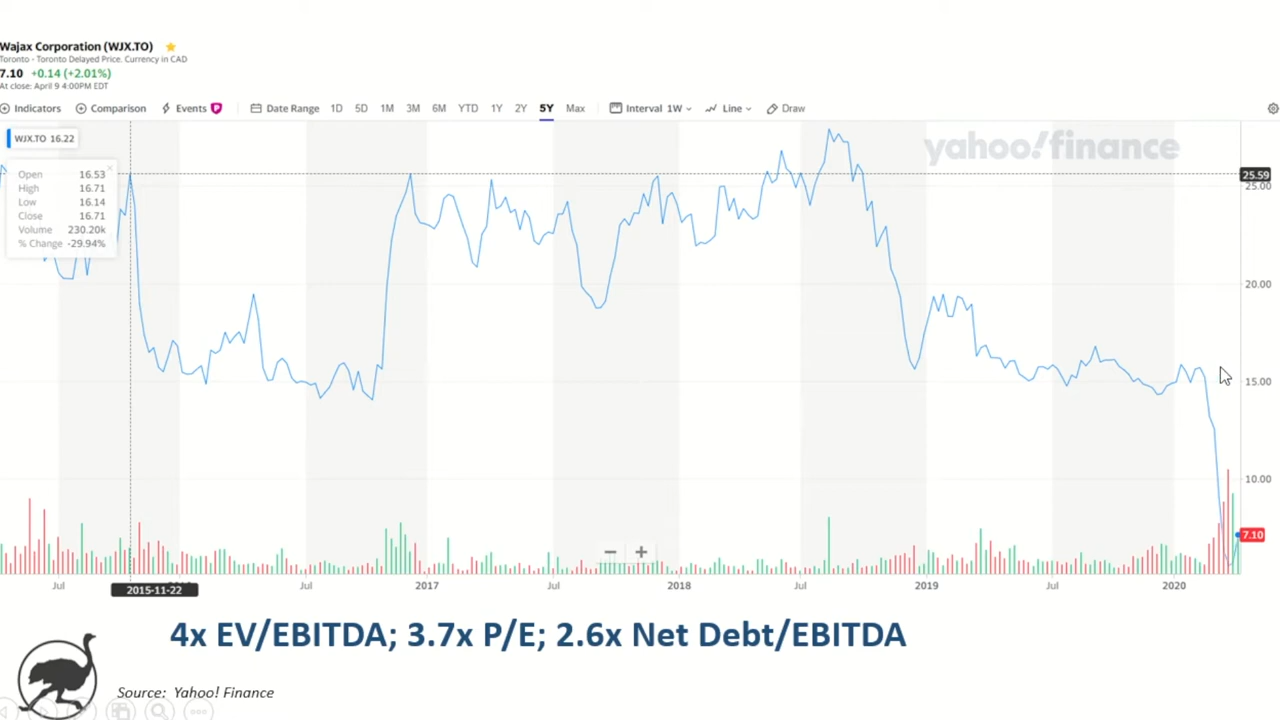 Wajax Corporation (WJX.TO)
Toronto - Toronto Delayed Price. Currency in CAD
7.10 +0.14 (+2.01%)
At close: April 9 4:00PM EDT
Indicators Comparison Events Date Range 1D 5D 1M 3M 6M YTD 1Y 2Y 5Y Max Interval 1W Line Draw
WJX.TO 16.22
yahoo!finance
Open 16.53
High 16.71
Low 16.14
Close 16.71
Volume 230.20k
% Change -29.94%
25.59
25.00
20.00
15.00
10.00
7.10
Jul Jul 2017 Jul 2018 Jul 2019 Jul 2020
2015-11-22
4x EV/EBITDA; 3.7x P/E; 2.6x Net Debt/EBITDA
Source: Yahoo! Finance